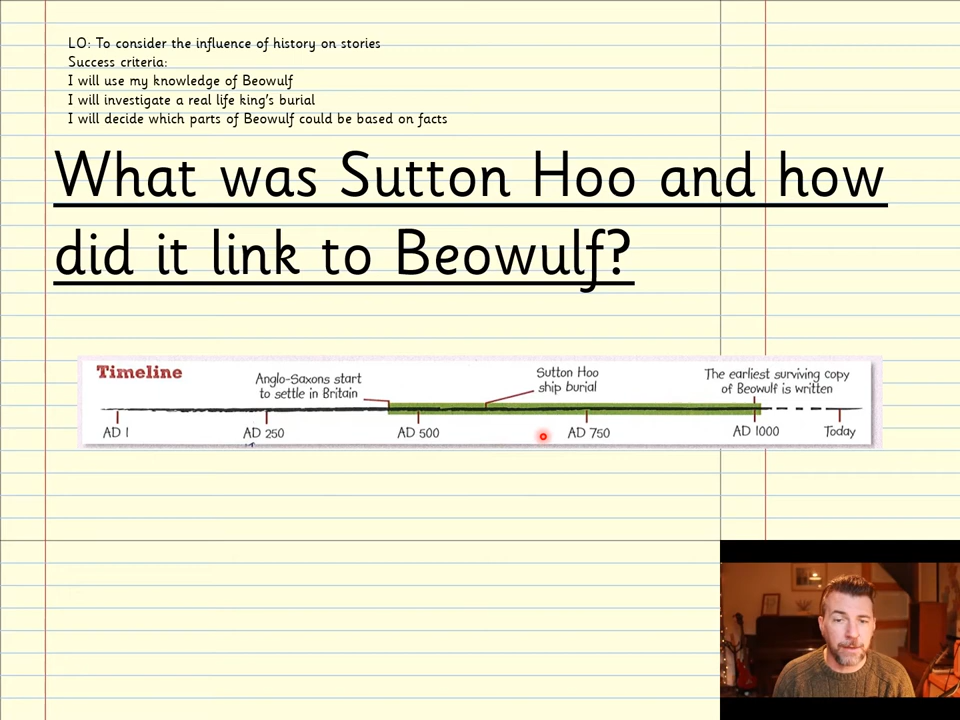 LO: To consider the influence of history on stories
Success criteria:
I will use my knowledge of Beowulf
I will investigate a real life king's burial
I will decide which parts of Beowulf could be based on facts
What was Sutton Hoo and how
did it link to Beowulf?
Timeline
Anglo-Saxons start
to settle in Britain
Sutton Hoo
ship burial
The earliest surviving copy
of Beowulf is written
AD 1
AD 250
AD 500
AD 750
AD 1000
Today